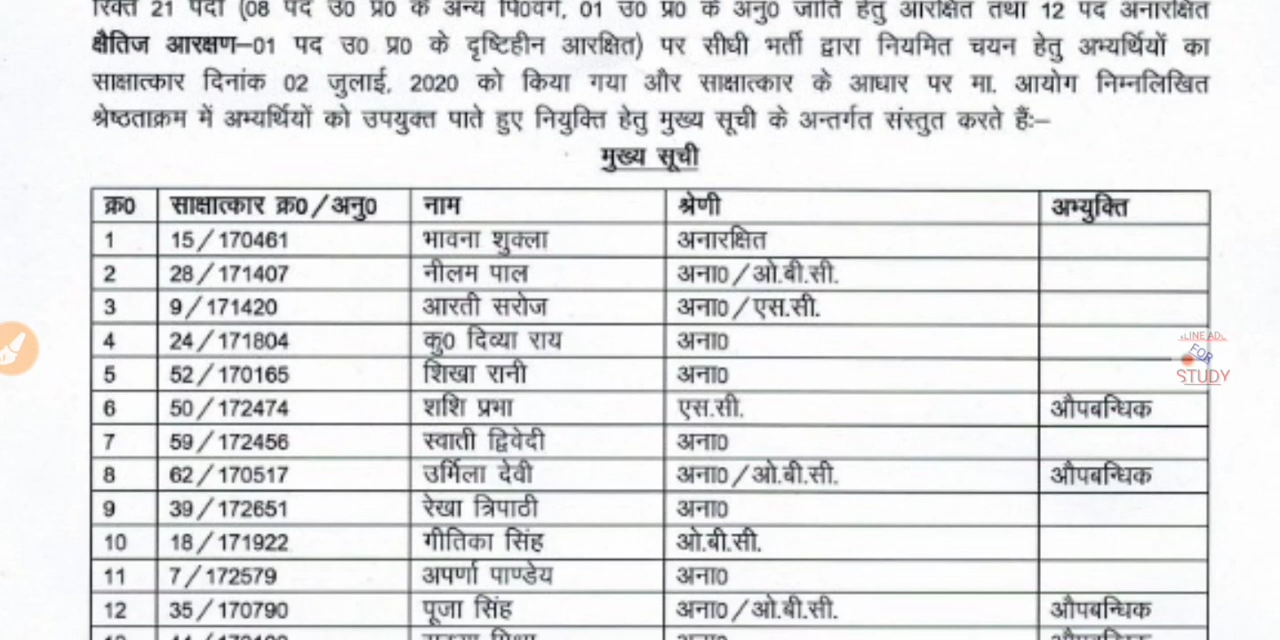 रिक्त 21 पदों (08 पद उ0 प्र0 के अन्य पि0वर्ग, 01 उ0 प्र0 के अनु0 जाति हेतु आरक्षित तथा 12 पद अनारक्षित
क्षैतिज आरक्षण–01 पद उ0 प्र0 के दृष्टिहीन आरक्षित) पर सीधी भर्ती द्वारा नियमित चयन हेतु अभ्यर्थियों का
साक्षात्कार दिनांक 02 जुलाई, 2020 को किया गया और साक्षात्कार के आधार पर मा. आयोग निम्नलिखित
श्रेष्ठताक्रम में अभ्यर्थियों को उपयुक्त पाते हुए नियुक्ति हेतु मुख्य सूची के अन्तर्गत संस्तुत करते हैंः–
मुख्य सूची
क्र0 साक्षात्कार क्र0/अनु0 नाम श्रेणी अभ्युक्ति
1 15/170461 भावना शुक्ला अनारक्षित
2 28/171407 नीलम पाल अना0/ओ.बी.सी.
3 9/171420 आरती सरोज अना0/एस.सी.
4 24/171804 कु0 दिव्या राय अना0
5 52/170165 शिखा रानी अना0
6 50/172474 शशि प्रभा एस.सी. औपबन्धिक
7 59/172456 स्वाती द्विवेदी अना0
8 62/170517 उर्मिला देवी अना0/ओ.बी.सी. औपबन्धिक
9 39/172651 रेखा त्रिपाठी अना0
10 18/171922 गीतिका सिंह ओ.बी.सी.
11 7/172579 अपर्णा पाण्डेय अना0
12 35/170790 पूजा सिंह अना0/ओ.बी.सी. औपबन्धिक
FOR
STUDY